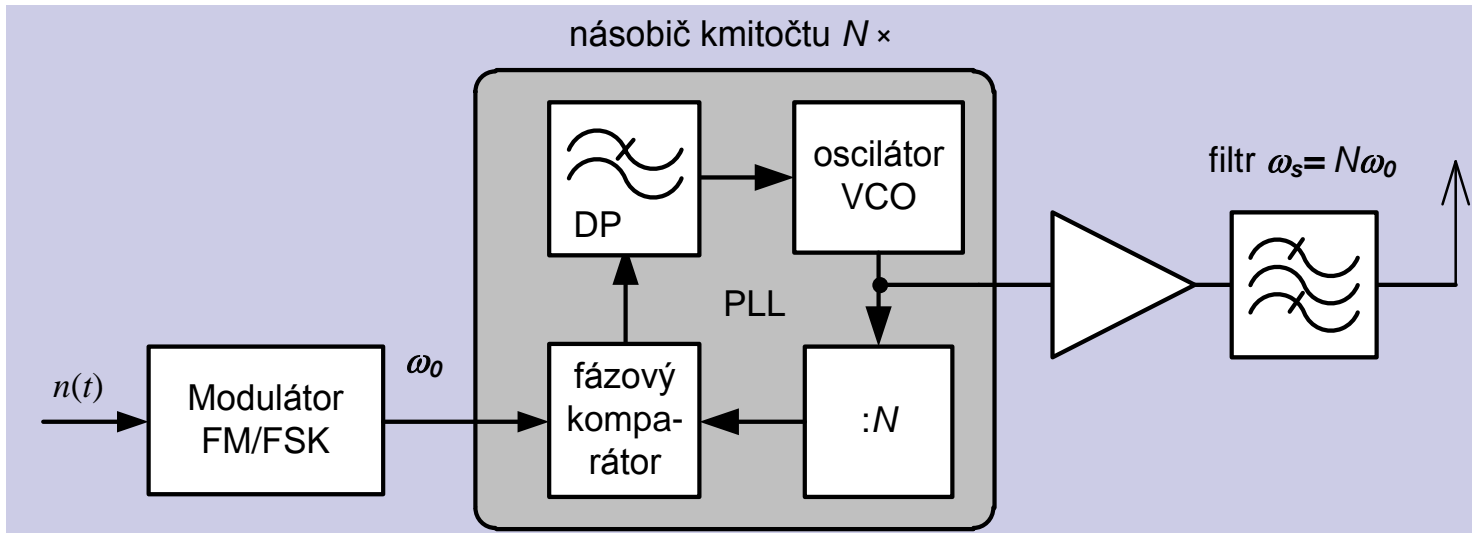 násobič kmitočtu N ×
DP
oscilátor
VCO
filtr ωs= Nω0
PLL
n(t)
Modulátor
FM/FSK
ω0
fázový
kompa-
rátor
:N